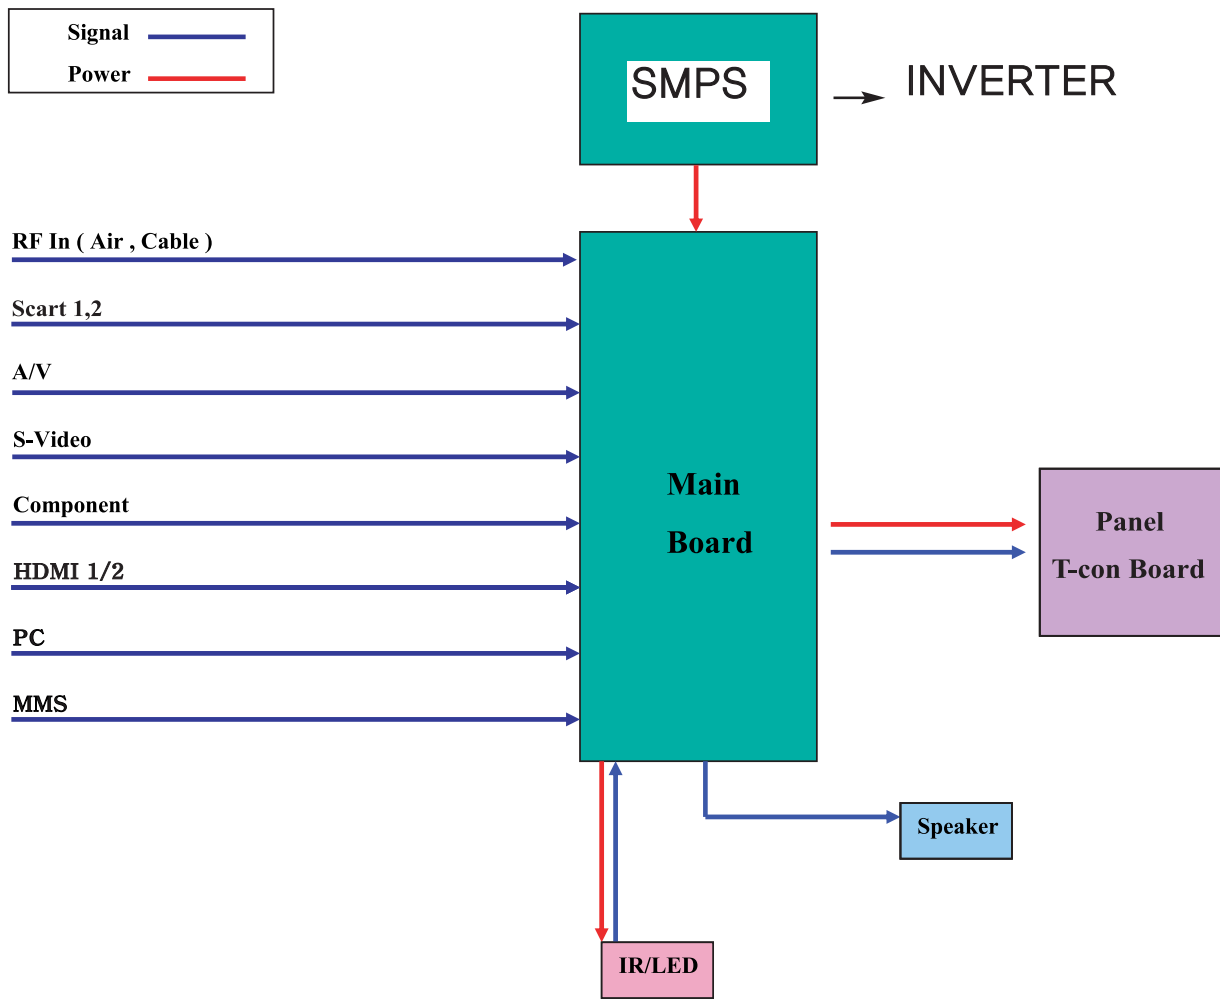 Signal
Power
SMPS
INVERTER
RF In ( Air , Cable )
Scart 1,2
A/V
S-Video
Component
HDMI 1/2
PC
MMS
Main
Board
Panel
T-con Board
Speaker
IR/LED